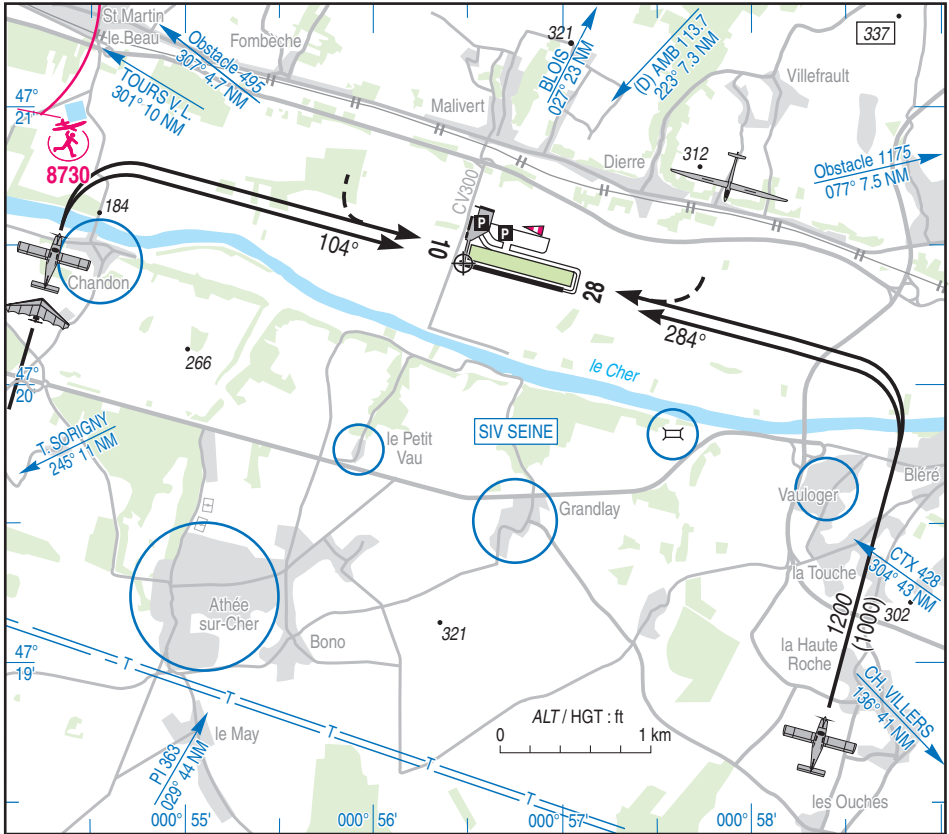 St Martin
le Beau
Fombèche
Obstacle 495
307° 4.7 NM
TOURS V.L.
301° 10 NM
BLOIS
027° 23 NM
321
(D) AMB 113.7
223° 7.3 NM
337
Villefrault
Malivert
47°
21'
8730
Dierre
312
Obstacle 1175
077° 7.5 NM
CV300
184
P
P
104°
10
28
Chandon
284°
266
le Cher
47°
20'
T. SORIGNY
245° 11 NM
le Petit
Vau
SIV SEINE
Grandlay
Vauloger
Bléré
CTX 428
304° 43 NM
la Touche
302
Athée
sur-Cher
Bono
321
1200
(1000)
la Haute
Roche
47°
19'
T
T
T
T
CH. VILLERS
136° 41 NM
le May
PI 363
029° 44 NM
ALT / HGT : ft
0
1 km
les Ouches
000° 55'
000° 56'
000° 57'
000° 58'